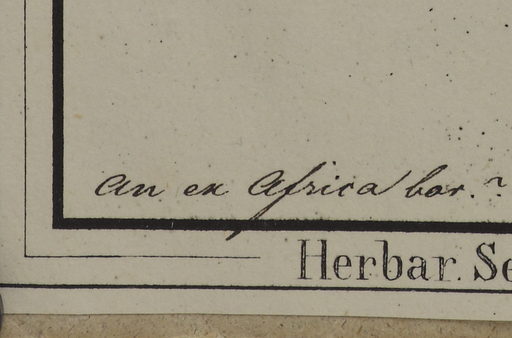 An ex Africa bor.?
Herbar. Se